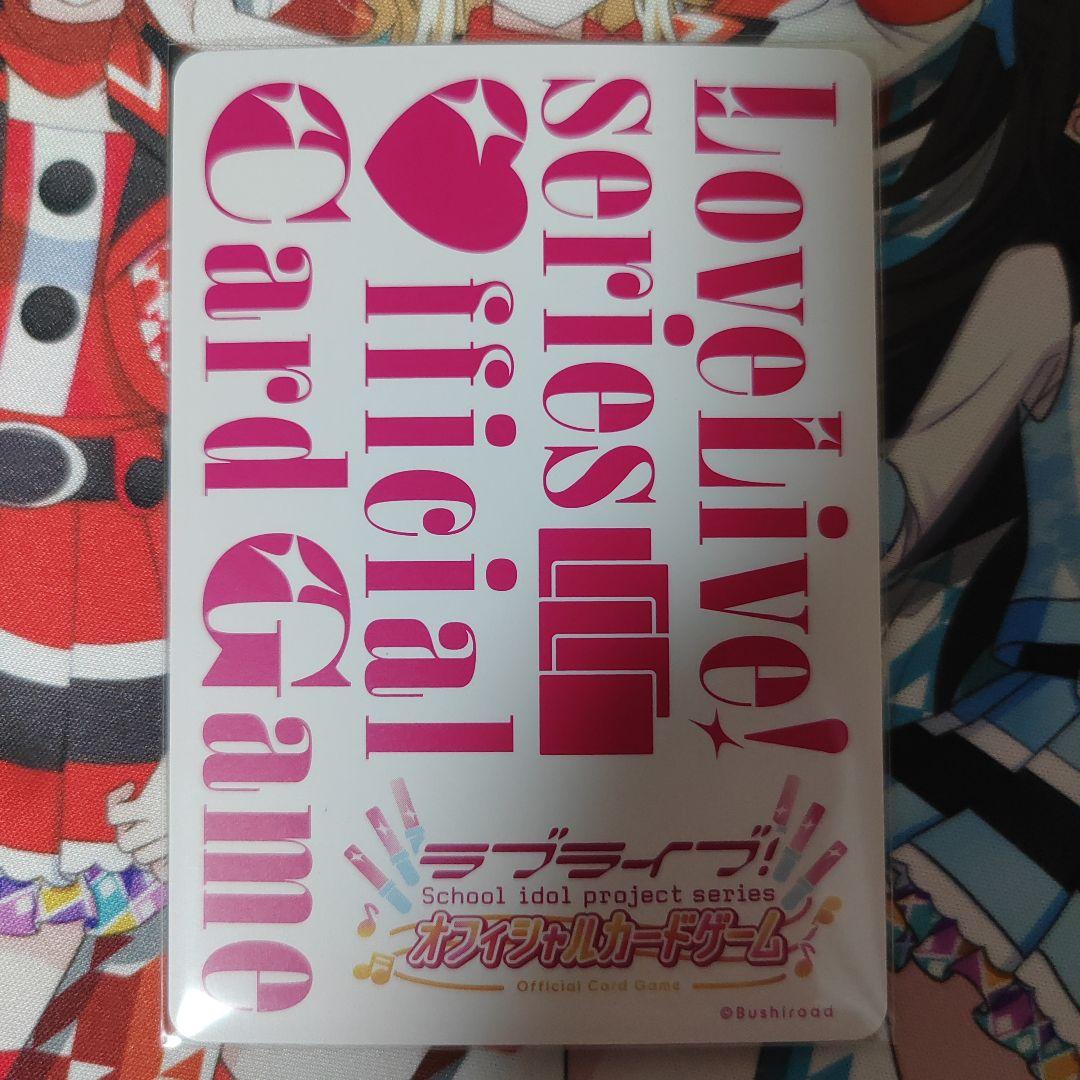 LoveLive!
series
Official
Card Game
ラブライブ!
School idol project series
オフィシャルカードゲーム
Official Card Game
©Bushiroad